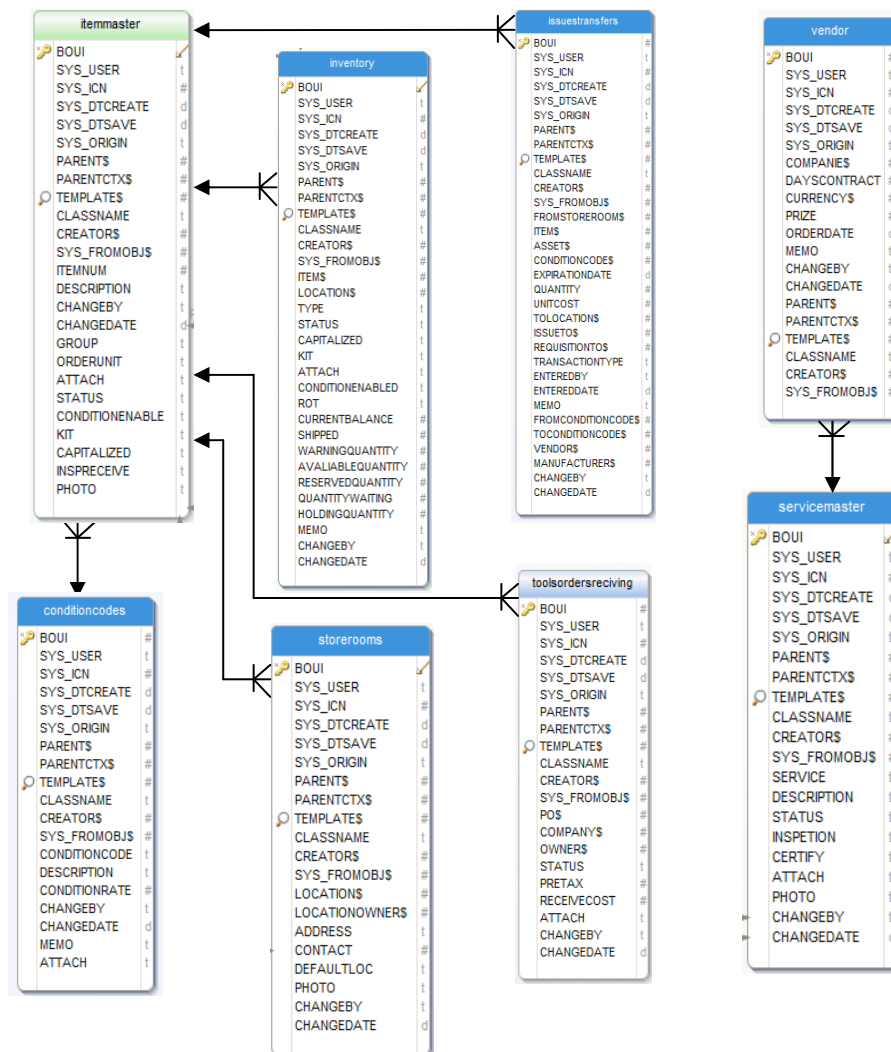 itemmaster
BOUI
SYS_USER t
SYS_ICN #
SYS_DTCREATE d
SYS_DTSAVE d
SYS_ORIGIN t
PARENT$ #
PARENTCTX$ #
TEMPLATE$ #
CLASSNAME t
CREATOR$ #
SYS_FROMOBJ$ #
ITEMNUM #
DESCRIPTION t
CHANGEBY t
CHANGEDATE d
GROUP t
ORDERUNIT t
ATTACH t
STATUS t
CONDITIONENABLE t
KIT t
CAPITALIZED t
INSPRECEIVE t
PHOTO t
inventory
BOUI
SYS_USER t
SYS_ICN #
SYS_DTCREATE d
SYS_DTSAVE d
SYS_ORIGIN t
PARENT$ #
PARENTCTX$ #
TEMPLATE$ #
CLASSNAME t
CREATOR$ #
SYS_FROMOBJ$ #
ITEM$ #
LOCATION$ #
TYPE t
STATUS t
CAPITALIZED t
KIT t
ATTACH t
CONDITIONENABLED t
ROT t
CURRENTBALANCE #
SHIPPED #
WARNINGQUANTITY #
AVALIABLEQUANTITY #
RESERVEDQUANTITY #
QUANTITYWAITING #
HOLDINGQUANTITY #
MEMO t
CHANGEBY t
CHANGEDATE d
issuestransfers
BOUI #
SYS_USER t
SYS_ICN #
SYS_DTCREATE d
SYS_DTSAVE d
SYS_ORIGIN t
PARENT$ #
PARENTCTX$ #
TEMPLATE$ #
CLASSNAME t
CREATOR$ #
SYS_FROMOBJ$ #
FROMSTOREROOM$ #
ITEM$ #
ASSET$ #
CONDITIONCODE$ #
EXPIRATIONDATE d
QUANTITY #
UNITCOST #
TOLOCATION$ #
ISSUETO$ #
REQUISITIONTO$ #
TRANSACTIONTYPE t
ENTEREDBY t
ENTEREDDATE d
MEMO t
FROMCONDITIONCODE$ #
TOCONDITIONCODE$ #
VENDOR$ #
MANUFACTURER$ #
CHANGEBY t
CHANGEDATE d
vendor
BOUI
SYS_USER
SYS_ICN
SYS_DTCREATE
SYS_DTSAVE
SYS_ORIGIN
COMPANIE$
DAYSCONTRACT
CURRENCY$
PRIZE
ORDERDATE
MEMO
CHANGEBY
CHANGEDATE
PARENT$
PARENTCTX$
TEMPLATE$
CLASSNAME
CREATOR$
SYS_FROMOBJ$
conditioncodes
BOUI #
SYS_USER t
SYS_ICN #
SYS_DTCREATE d
SYS_DTSAVE d
SYS_ORIGIN t
PARENT$ #
PARENTCTX$ #
TEMPLATE$ #
CLASSNAME t
CREATOR$ #
SYS_FROMOBJ$ #
CONDITIONCODE t
DESCRIPTION t
CONDITIONRATE #
CHANGEBY t
CHANGEDATE d
MEMO t
ATTACH t
storerooms
BOUI
SYS_USER t
SYS_ICN #
SYS_DTCREATE d
SYS_DTSAVE d
SYS_ORIGIN t
PARENT$ #
PARENTCTX$ #
TEMPLATE$ #
CLASSNAME t
CREATOR$ #
SYS_FROMOBJ$ #
LOCATION$ #
LOCATIONOWNER$ #
ADDRESS t
CONTACT #
DEFAULTLOC t
PHOTO t
CHANGEBY t
CHANGEDATE d
toolsordersreciving
BOUI #
SYS_USER t
SYS_ICN #
SYS_DTCREATE d
SYS_DTSAVE d
SYS_ORIGIN t
PARENT$ #
PARENTCTX$ #
TEMPLATE$ #
CLASSNAME t
CREATOR$ #
SYS_FROMOBJ$ #
PO$ #
COMPANY$ #
OWNER$ #
STATUS t
PRETAX #
RECEIVECOST #
ATTACH t
CHANGEBY t
CHANGEDATE d
servicemaster
BOUI
SYS_USER
SYS_ICN
SYS_DTCREATE
SYS_DTSAVE
SYS_ORIGIN
PARENT$
PARENTCTX$
TEMPLATE$
CLASSNAME
CREATOR$
SYS_FROMOBJ$
SERVICE
DESCRIPTION
STATUS
INSPETION
CERTIFY
ATTACH
PHOTO
CHANGEBY
CHANGEDATE